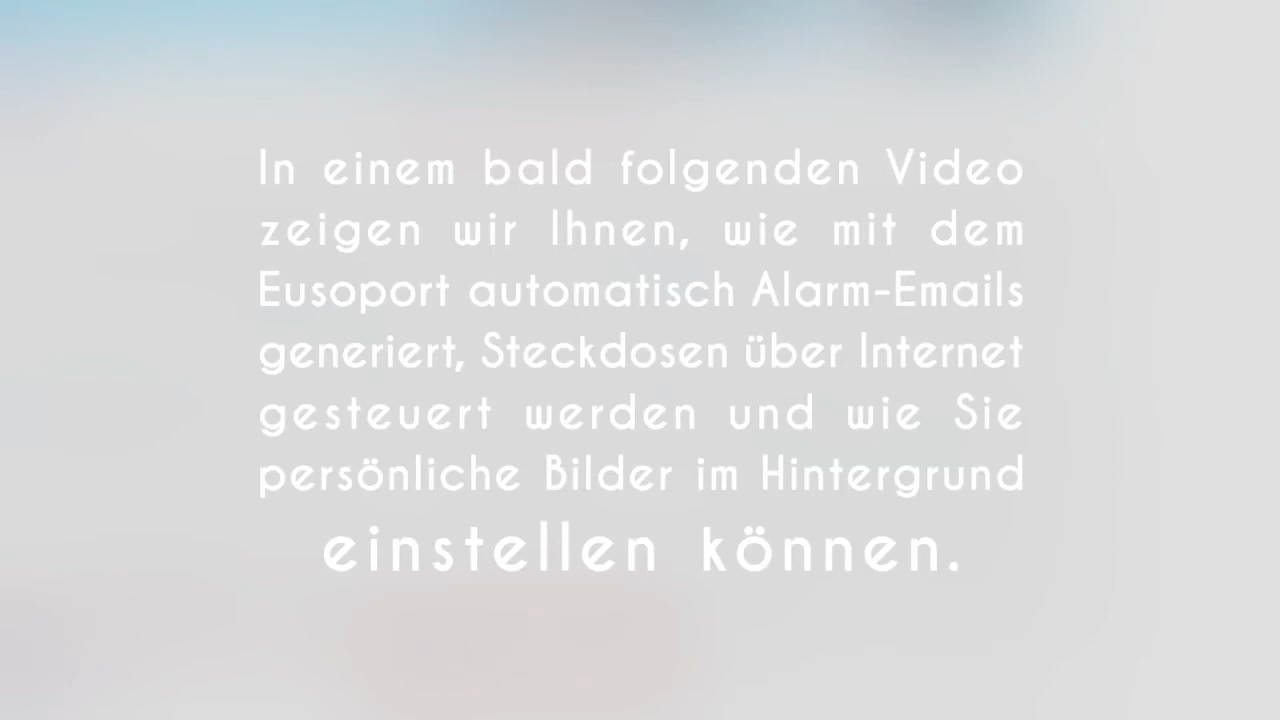 In einem bald folgenden Video
zeigen wir Ihnen, wie mit dem
Eusoport automatisch Alarm-Emails
generiert, Steckdosen über Internet
gesteuert werden und wie Sie
persönliche Bilder im Hintergrund
einstellen können.